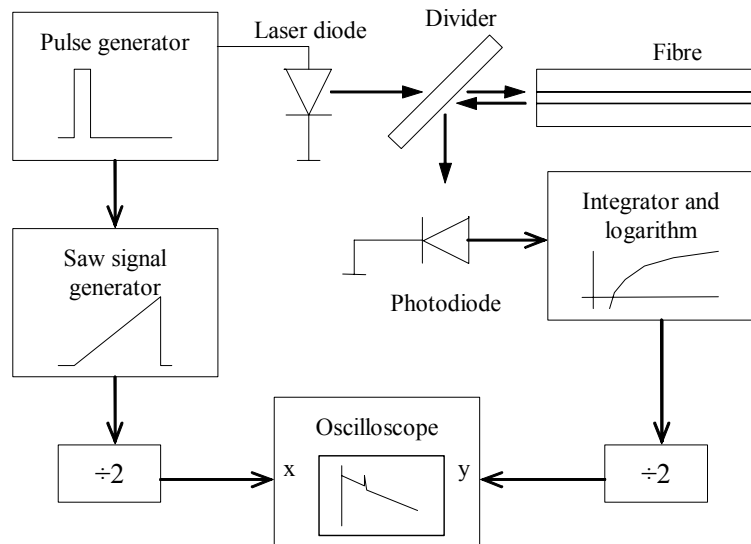 Pulse generator
Laser diode
Divider
Fibre
Saw signal
generator
Photodiode
Integrator and
logarithm
÷2
x
Oscilloscope
y
÷2